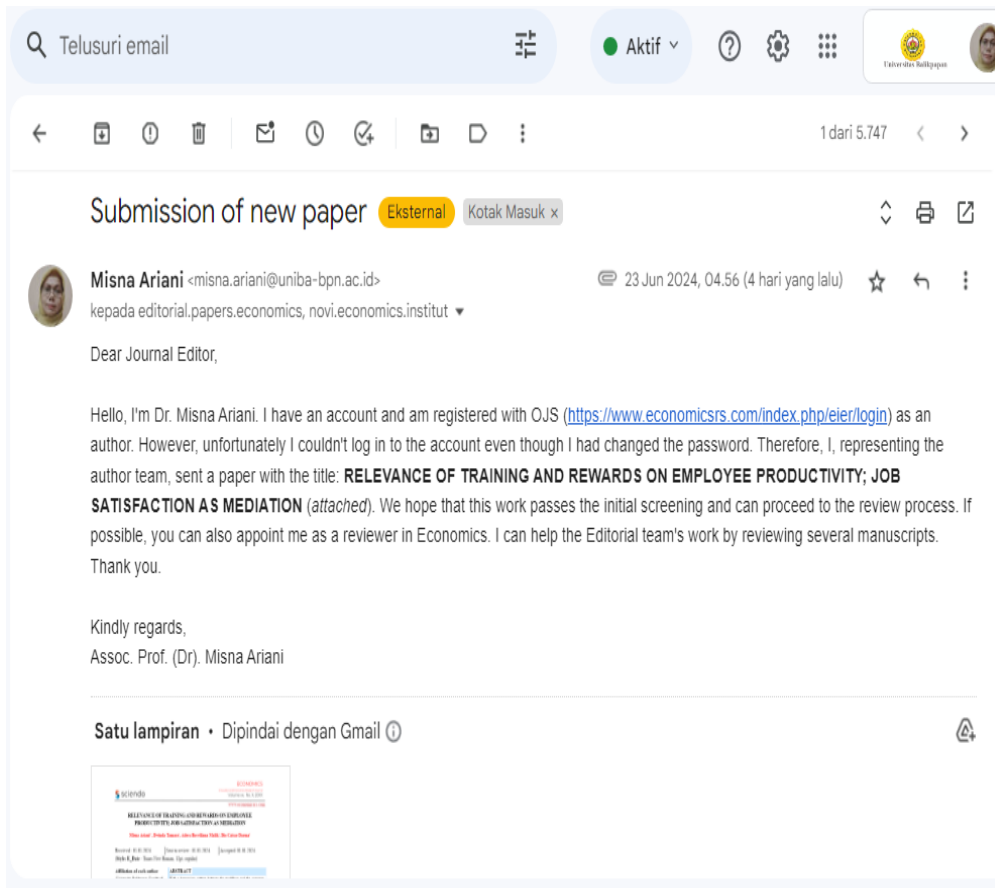 Telusuri email
Aktif
Universitas Balikpapan
1 dari 5.747
Submission of new paper Eksternal Kotak Masuk ×
Misna Ariani <misna.ariani@uniba-bpn.ac.id> 23 Jun 2024, 04.56 (4 hari yang lalu)
kepada editorial.papers.economics, novi.economics.institut
Dear Journal Editor,
Hello, I'm Dr. Misna Ariani. I have an account and am registered with OJS (https://www.economicsrs.com/index.php/eier/login) as an
author. However, unfortunately I couldn't log in to the account even though I had changed the password. Therefore, I, representing the
author team, sent a paper with the title: RELEVANCE OF TRAINING AND REWARDS ON EMPLOYEE PRODUCTIVITY; JOB
SATISFACTION AS MEDIATION (attached). We hope that this work passes the initial screening and can proceed to the review process. If
possible, you can also appoint me as a reviewer in Economics. I can help the Editorial team's work by reviewing several manuscripts.
Thank you.
Kindly regards,
Assoc. Prof. (Dr). Misna Ariani
Satu lampiran • Dipindai dengan Gmail
ECONOMICS
sciendo
RELEVANCE OF TRAINING AND REWARDS ON EMPLOYEE
PRODUCTIVITY; JOB SATISFACTION AS MEDIATION
ABSTRACT